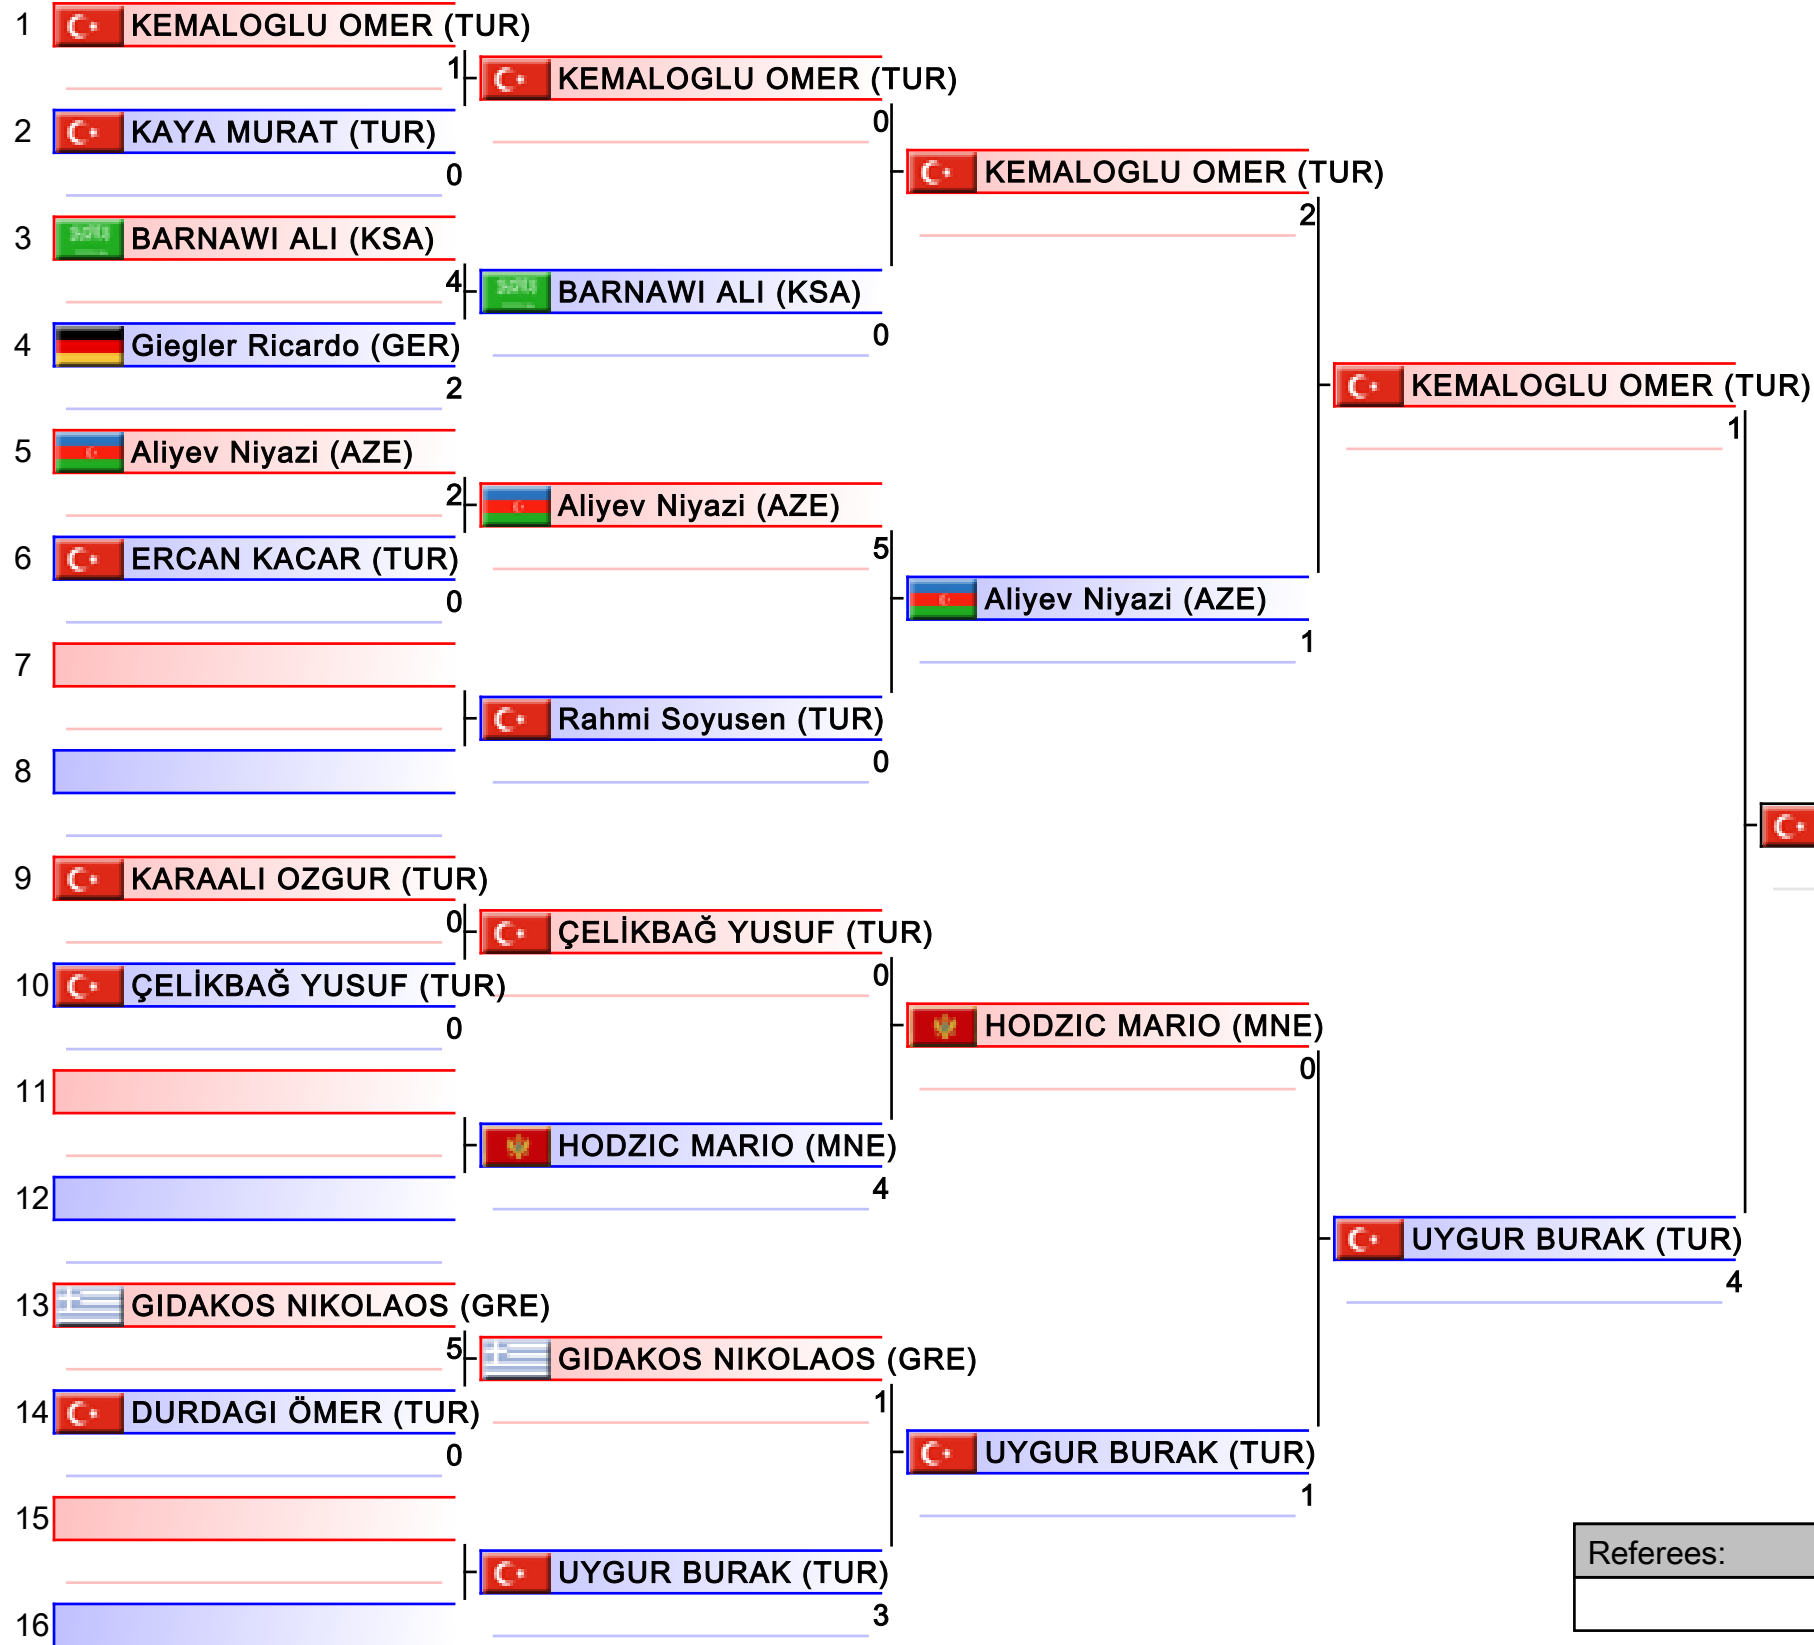 1 KEMALOGLU OMER (TUR)
1
KEMALOGLU OMER (TUR)
0
2 KAYA MURAT (TUR)
0
KEMALOGLU OMER (TUR)
2
3 BARNAWI ALI (KSA)
4
BARNAWI ALI (KSA)
0
4 Giegler Ricardo (GER)
2
KEMALOGLU OMER (TUR)
1
5 Aliyev Niyazi (AZE)
2
Aliyev Niyazi (AZE)
5
6 ERCAN KACAR (TUR)
0
Aliyev Niyazi (AZE)
1
7
Rahmi Soyusen (TUR)
0
8
9 KARAALI OZGUR (TUR)
0
ÇELİKBAĞ YUSUF (TUR)
0
10 ÇELİKBAĞ YUSUF (TUR)
0
HODZIC MARIO (MNE)
0
11
HODZIC MARIO (MNE)
4
12
UYGUR BURAK (TUR)
4
13 GIDAKOS NIKOLAOS (GRE)
5
GIDAKOS NIKOLAOS (GRE)
1
14 DURDAGI ÖMER (TUR)
0
UYGUR BURAK (TUR)
1
15
UYGUR BURAK (TUR)
3
16
Referees: